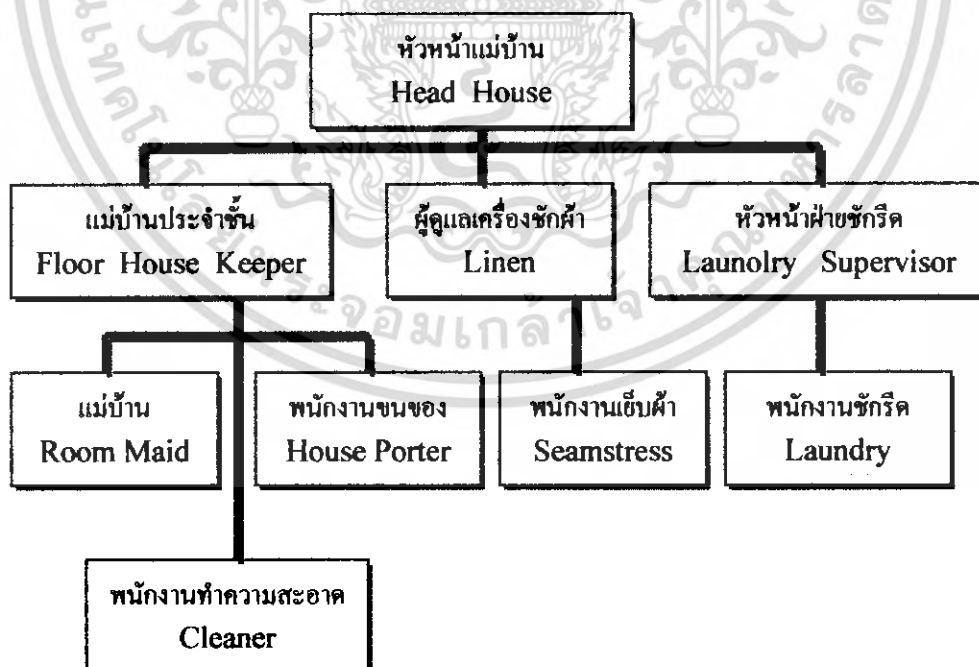 หัวหน้าแม่บ้าน
Head House
แม่บ้านประจำชั้น
Floor House Keeper
ผู้ดูแลเครื่องซักผ้า
Linen
หัวหน้าฝ่ายซักรีด
Launolry Supervisor
แม่บ้าน
Room Maid
พนักงานขนของ
House Porter
พนักงานเย็บผ้า
Seamstress
พนักงานซักรีด
Laundry
พนักงานทำความสะอาด
Cleaner